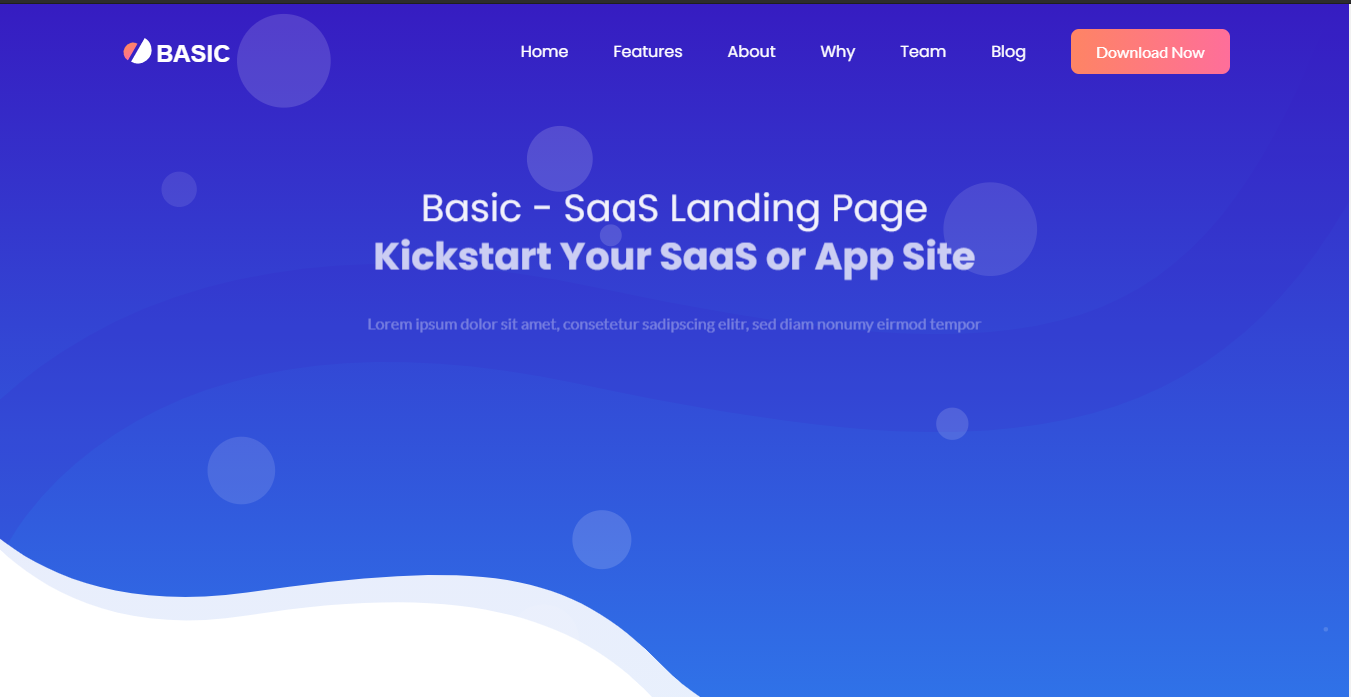 BASIC
Home Features About Why Team Blog Download Now
Basic - SaaS Landing Page
Kickstart Your SaaS or App Site
Lorem ipsum dolor sit amet, consetetur sadipscing elitr, sed diam nonumy eirmod tempor